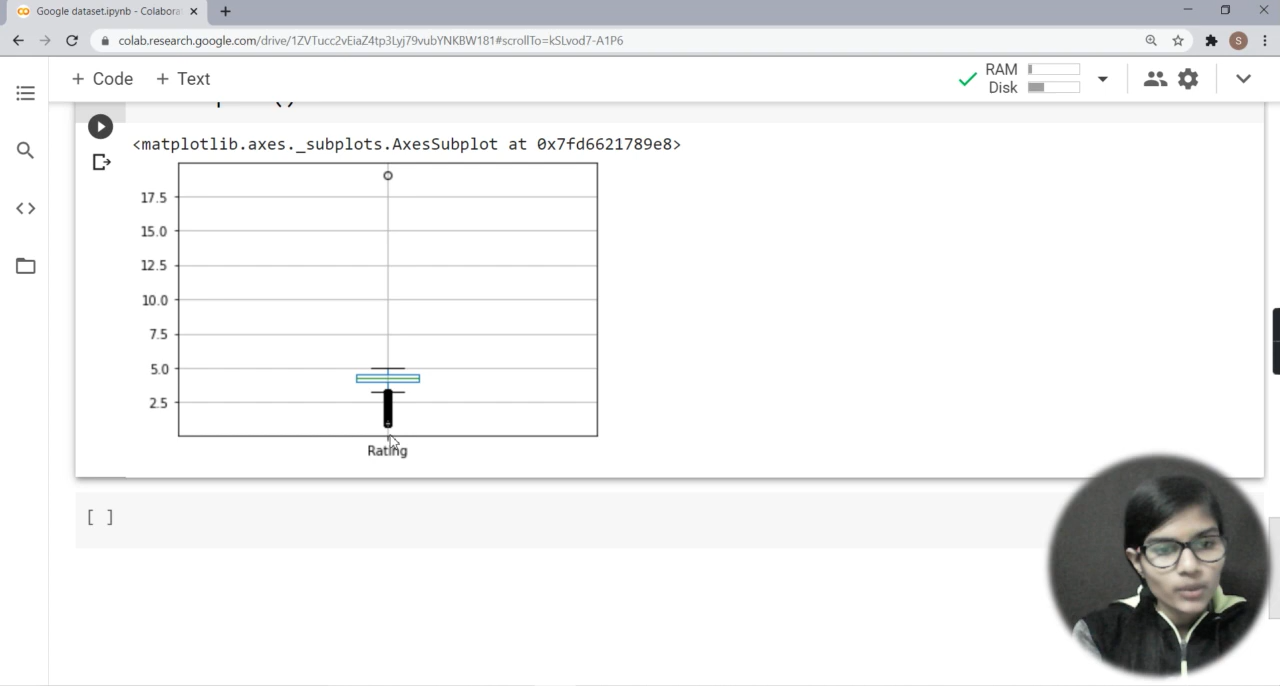 Google dataset.ipynb - Colabora
colab.research.google.com/drive/1ZVTucc2vEiaZ4tp3Lyj79vubYNKBW181#scrollTo=kSLvod7-A1P6
S
+ Code + Text
RAM
Disk
<matplotlib.axes._subplots.AxesSubplot at 0x7fd6621789e8>
17.5
15.0
12.5
10.0
7.5
5.0
2.5
Rating
[ ]